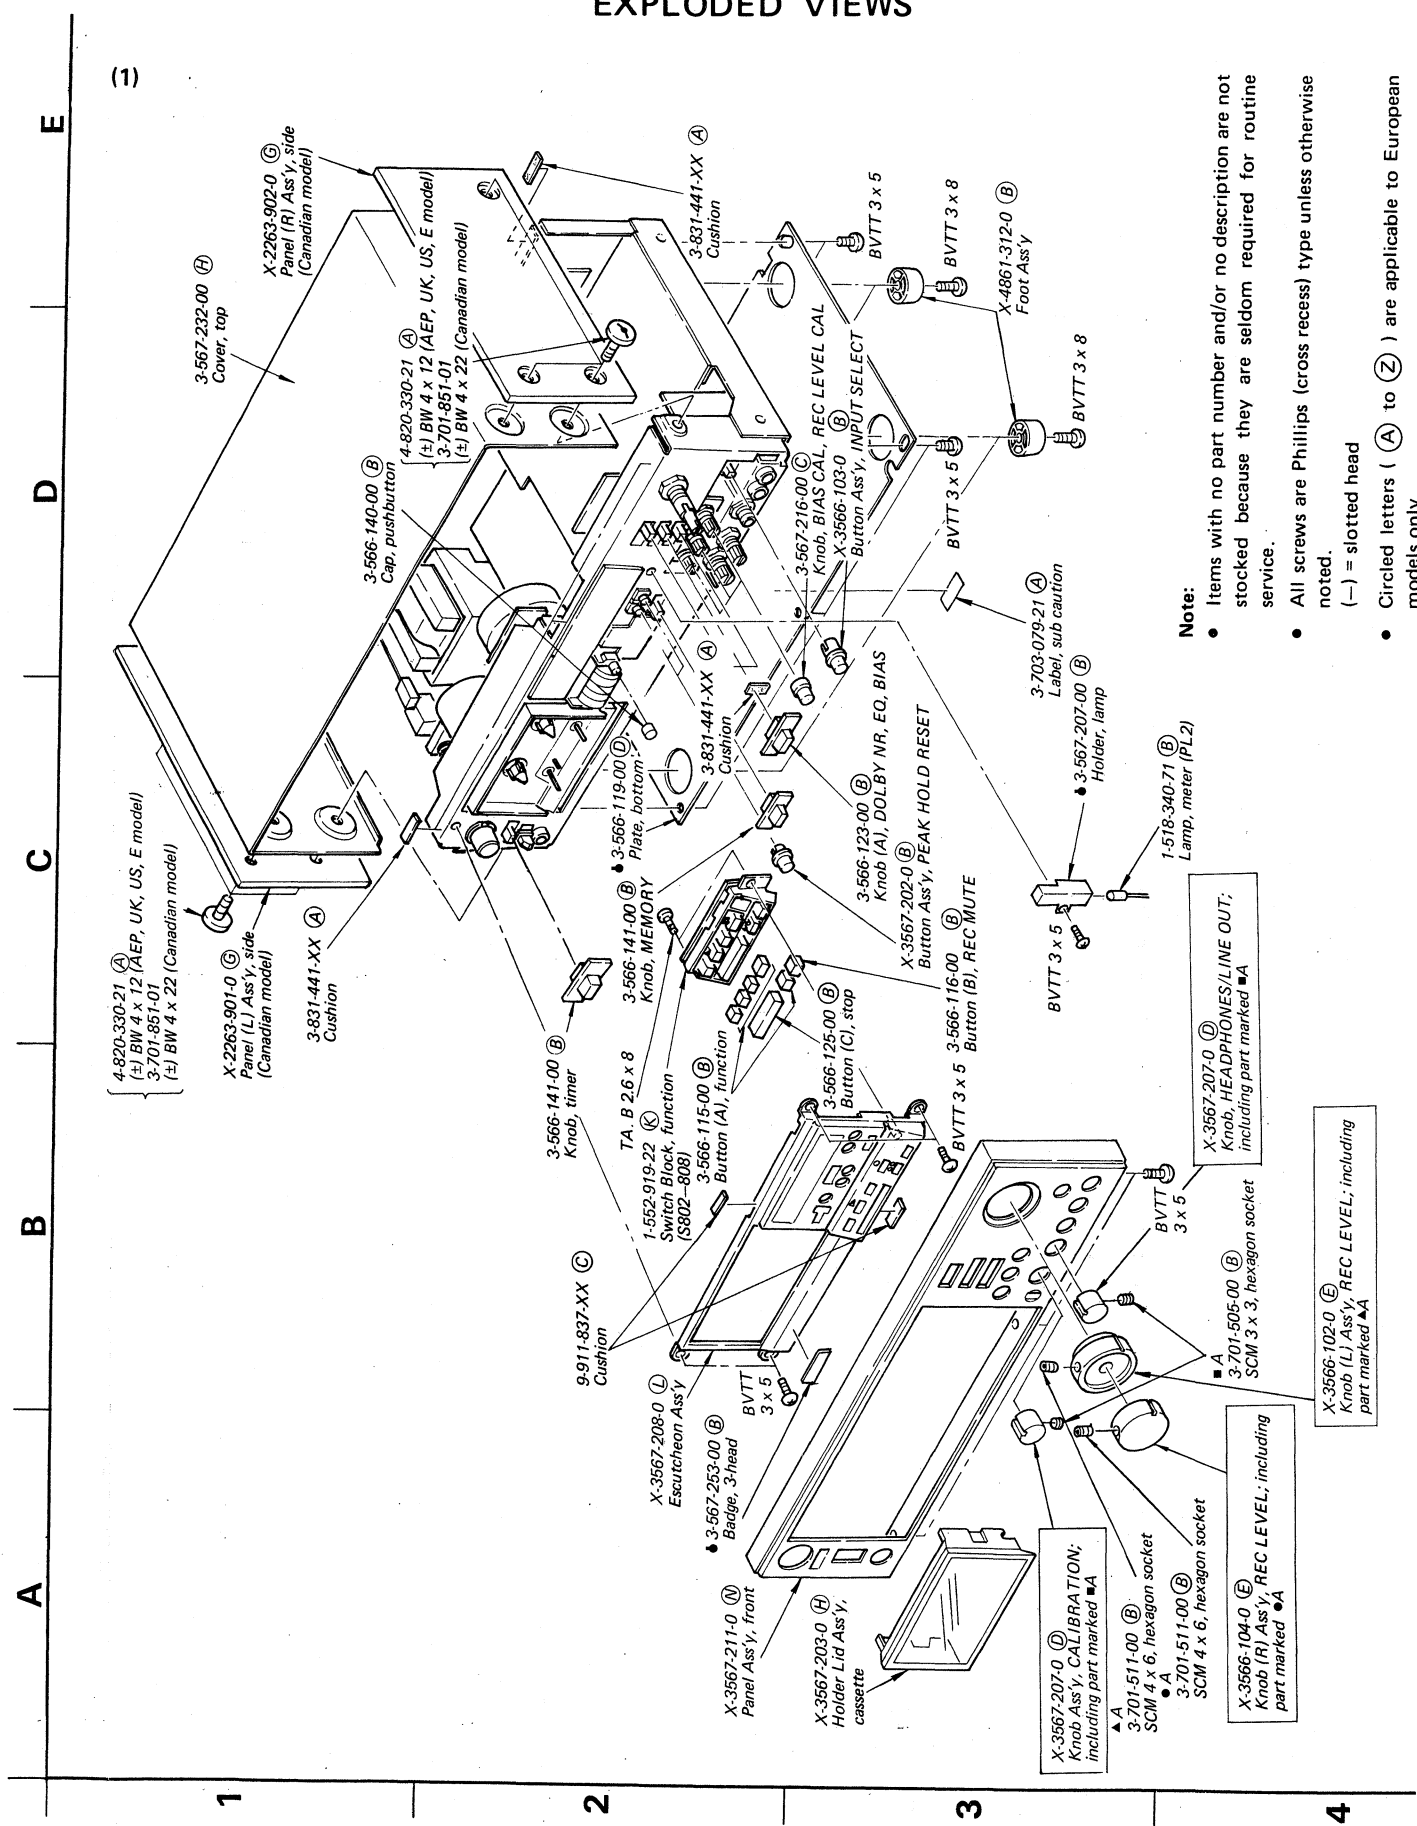 EXPLODED VIEWS
(1)
E
D
C
B
A
1
2
3
4
X-2263-902-0 (G)
Panel (R) Ass'y, side
(Canadian model)
3-567-232-00 (H)
Cover, top
4-820-330-21 (A)
(±) BW 4 x 12 (AEP, UK, US, E model)
3-701-851-01
(±) BW 4 x 22 (Canadian model)
3-831-441-XX (A)
Cushion
BVTT 3 x 5
BVTT 3 x 8
X-4861-312-0 (B)
Foot Ass'y
BVTT 3 x 8
3-566-140-00 (B)
Cap, pushbutton
3-567-216-00 (C)
Knob, BIAS CAL, REC LEVEL CAL
X-3566-103-0 (B)
Button Ass'y, INPUT SELECT
BVTT 3 x 5
3-703-079-21 (A)
Label, sub caution
3-567-207-00 (B)
Holder, lamp
1-518-340-71 (B)
Lamp, meter (PL2)
BVTT 3 x 5
3-831-441-XX (A)
Cushion
3-566-119-00 (D)
Plate, bottom
3-566-123-00 (B)
Knob (A), DOLBY NR, EQ, BIAS
X-3567-202-0 (B)
Button Ass'y, PEAK HOLD RESET
3-566-116-00 (B)
Button (B), REC MUTE
4-820-330-21 (A)
(±) BW 4 x 12 (AEP, UK, US, E model)
3-701-851-01
(±) BW 4 x 22 (Canadian model)
X-2263-901-0 (G)
Panel (L) Ass'y, side
(Canadian model)
3-831-441-XX (A)
Cushion
3-566-141-00 (B)
Knob, timer
3-566-141-00 (B)
Knob, MEMORY
TA. B 2.6 x 8
1-552-919-22 (K)
Switch Block, function
(S802—808)
3-566-115-00 (B)
Button (A), function
3-566-125-00 (B)
Button (C), stop
BVTT 3 x 5
9-911-837-XX (C)
Cushion
X-3567-208-0 (L)
Escutcheon Ass'y
BVTT
3 x 5
3-567-253-00 (B)
Badge, 3-head
X-3567-211-0 (N)
Panel Ass'y, front
X-3567-203-0 (H)
Holder Lid Ass'y,
cassette
X-3567-207-0 (D)
Knob, HEADPHONES/LINE OUT;
including part marked ■A
BVTT
3 x 5
■ A
3-701-505-00 (B)
SCM 3 x 3, hexagon socket
X-3566-102-0 (E)
Knob (L) Ass'y, REC LEVEL; including
part marked ▲A
X-3567-207-0 (D)
Knob Ass'y, CALIBRATION;
including part marked ■A
▲ A
3-701-511-00 (B)
SCM 4 x 6, hexagon socket
● A
3-701-511-00 (B)
SCM 4 x 6, hexagon socket
X-3566-104-0 (E)
Knob (R) Ass'y, REC LEVEL; including
part marked ●A
Note:
● Items with no part number and/or no description are not
stocked because they are seldom required for routine
service.
● All screws are Phillips (cross recess) type unless otherwise
noted.
(—) = slotted head
● Circled letters ( (A) to (Z) ) are applicable to European
models only